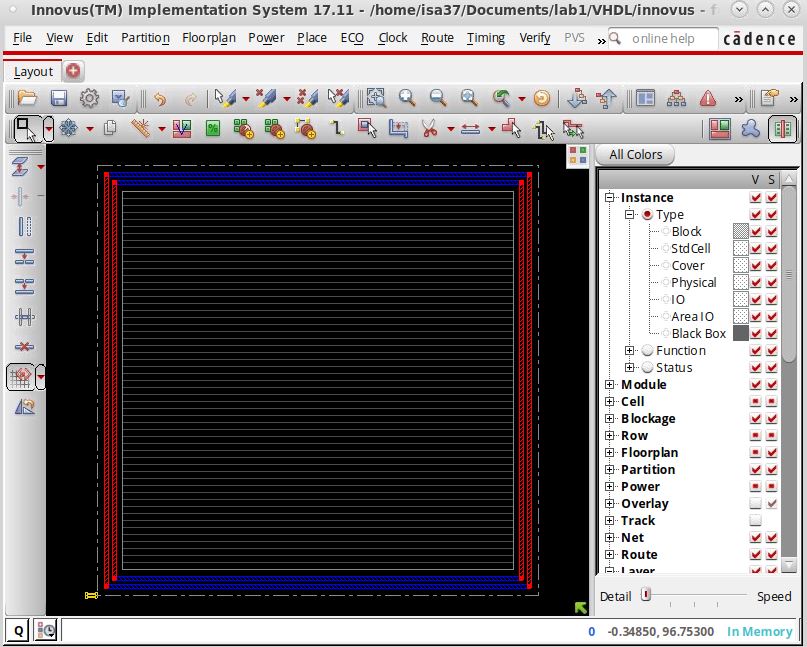 Innovus(TM) Implementation System 17.11 - /home/isa37/Documents/lab1/VHDL/innovus - f
File View Edit Partition Floorplan Power Place ECO Clock Route Timing Verify PVS » online help cādence
Layout
»
»
»
All Colors
V S
Instance
Type
Block
StdCell
Cover
Physical
IO
Area IO
Black Box
Function
Status
Module
Cell
Blockage
Row
Floorplan
Partition
Power
Overlay
Track
Net
Route
Layer
Detail Speed
Q 0 -0.34850, 96.75300 In Memory